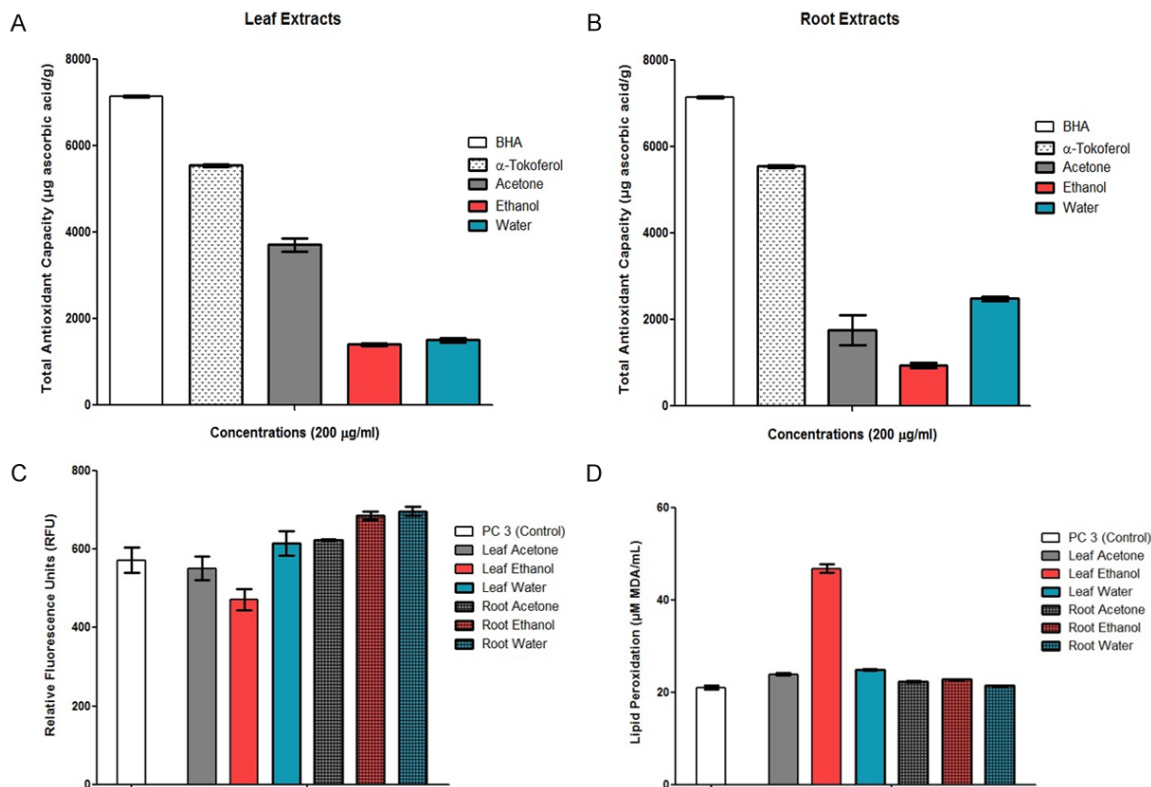 A
Leaf Extracts
Total Antioxidant Capacity (µg ascorbic acid/g)
8000
6000
4000
2000
0
Concentrations (200 µg/ml)
BHA
α-Tokoferol
Acetone
Ethanol
Water
B
Root Extracts
Total Antioxidant Capacity (µg ascorbic acid/g)
8000
6000
4000
2000
0
Concentrations (200 µg/ml)
BHA
α-Tokoferol
Acetone
Ethanol
Water
C
Relative Fluorescence Units (RFU)
800
600
400
200
0
PC 3 (Control)
Leaf Acetone
Leaf Ethanol
Leaf Water
Root Acetone
Root Ethanol
Root Water
D
Lipid Peroxidation (µM MDA/mL)
60
40
20
0
PC 3 (Control)
Leaf Acetone
Leaf Ethanol
Leaf Water
Root Acetone
Root Ethanol
Root Water